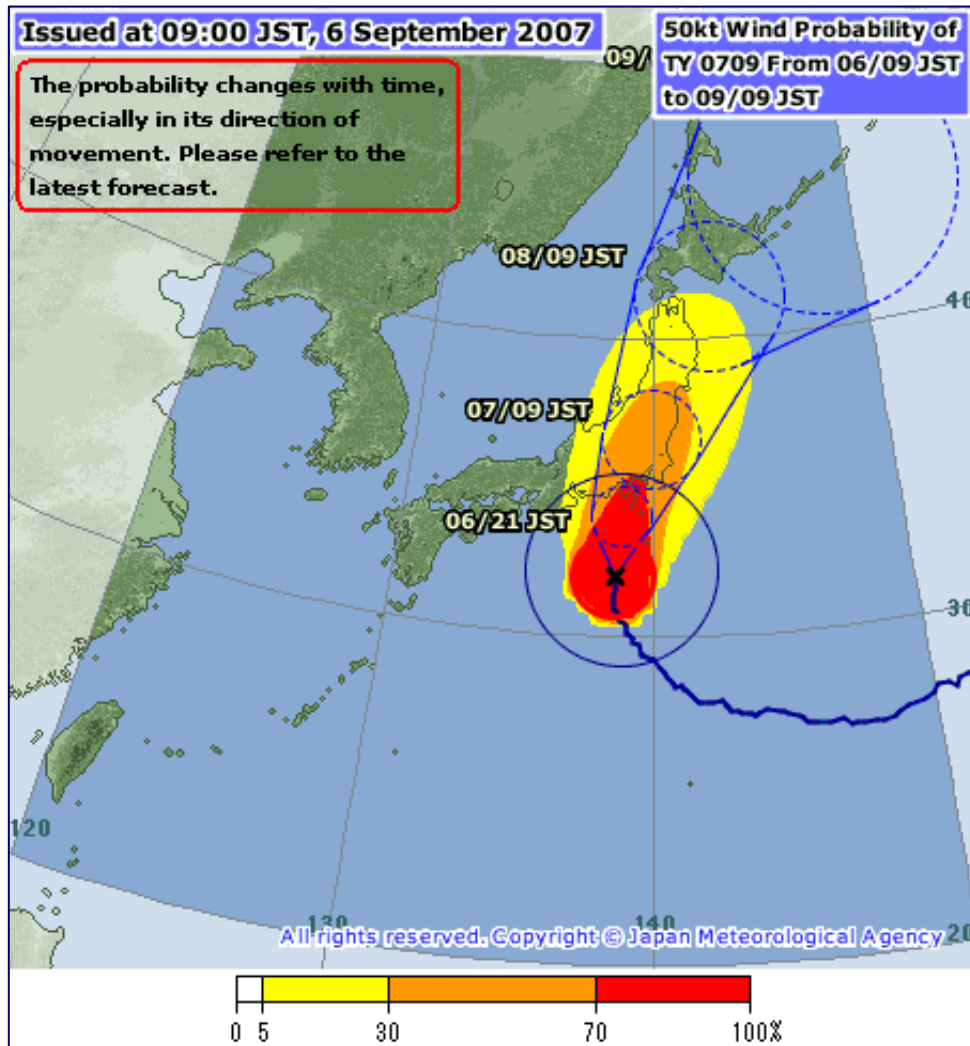 Issued at 09:00 JST, 6 September 2007
50kt Wind Probability of
TY 0709 From 06/09 JST
to 09/09 JST
The probability changes with time,
especially in its direction of
movement. Please refer to the
latest forecast.
09/
08/09 JST
07/09 JST
06/21 JST
40
30
120
130
140
20
All rights reserved. Copyright © Japan Meteorological Agency
0 5 30 70 100%